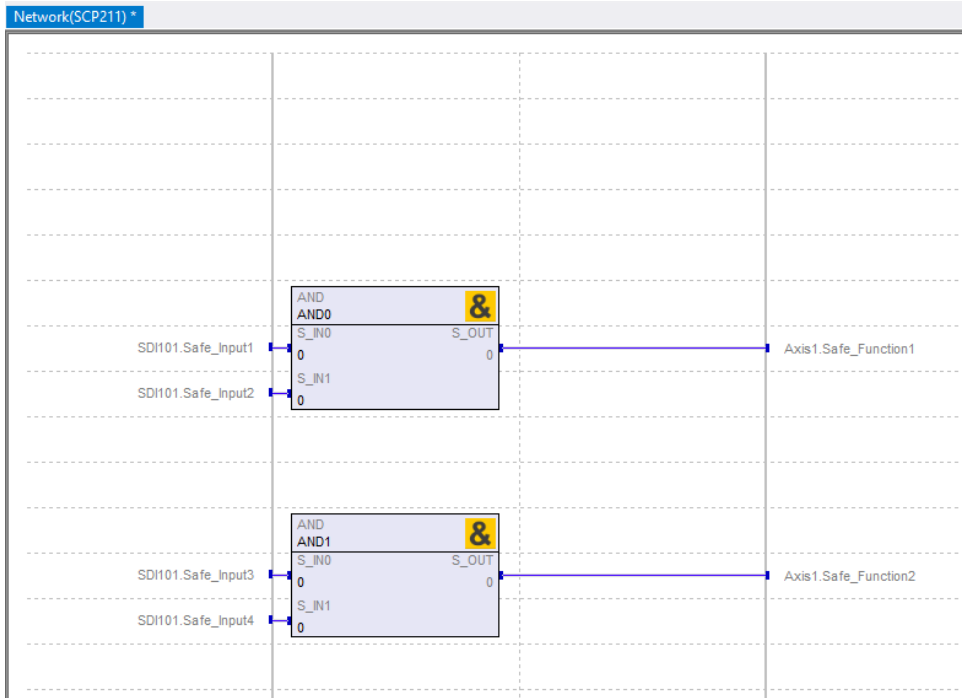 Network(SCP211) *
AND
&
AND0
S_IN0
S_OUT
SDI101.Safe_Input1
0
0
Axis1.Safe_Function1
S_IN1
SDI101.Safe_Input2
0
AND
&
AND1
S_IN0
S_OUT
SDI101.Safe_Input3
0
0
Axis1.Safe_Function2
S_IN1
SDI101.Safe_Input4
0